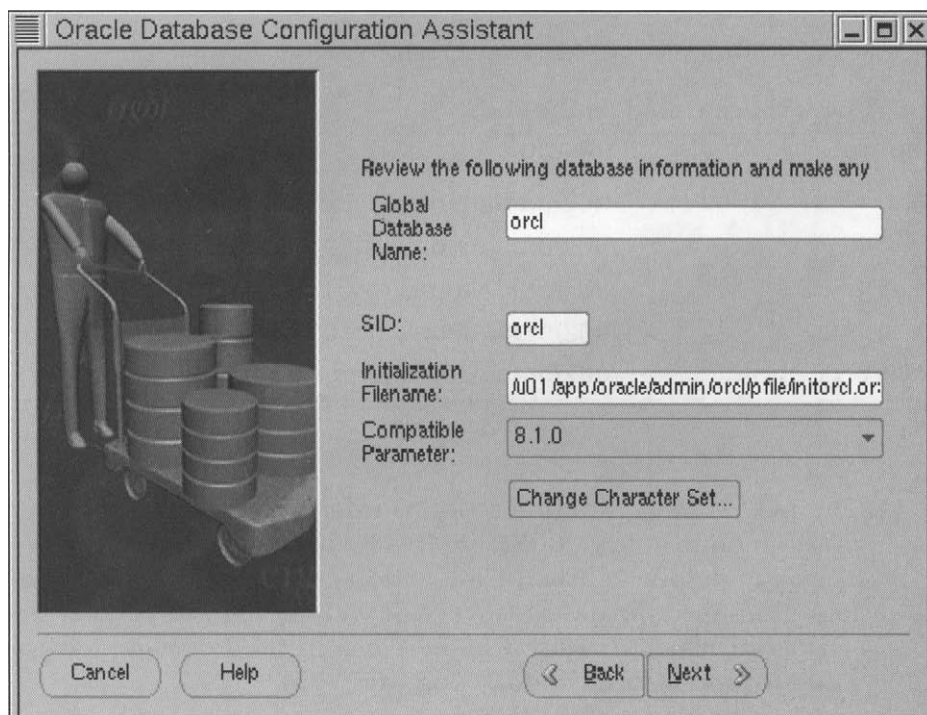 Oracle Database Configuration Assistant
Review the following database information and make any
Global
Database
Name:
orcl
SID:
orcl
Initialization
Filename:
/u01/app/oracle/admin/orcl/pfile/initorcl.or
Compatible
Parameter:
8.1.0
Change Character Set...
Cancel
Help
Back
Next